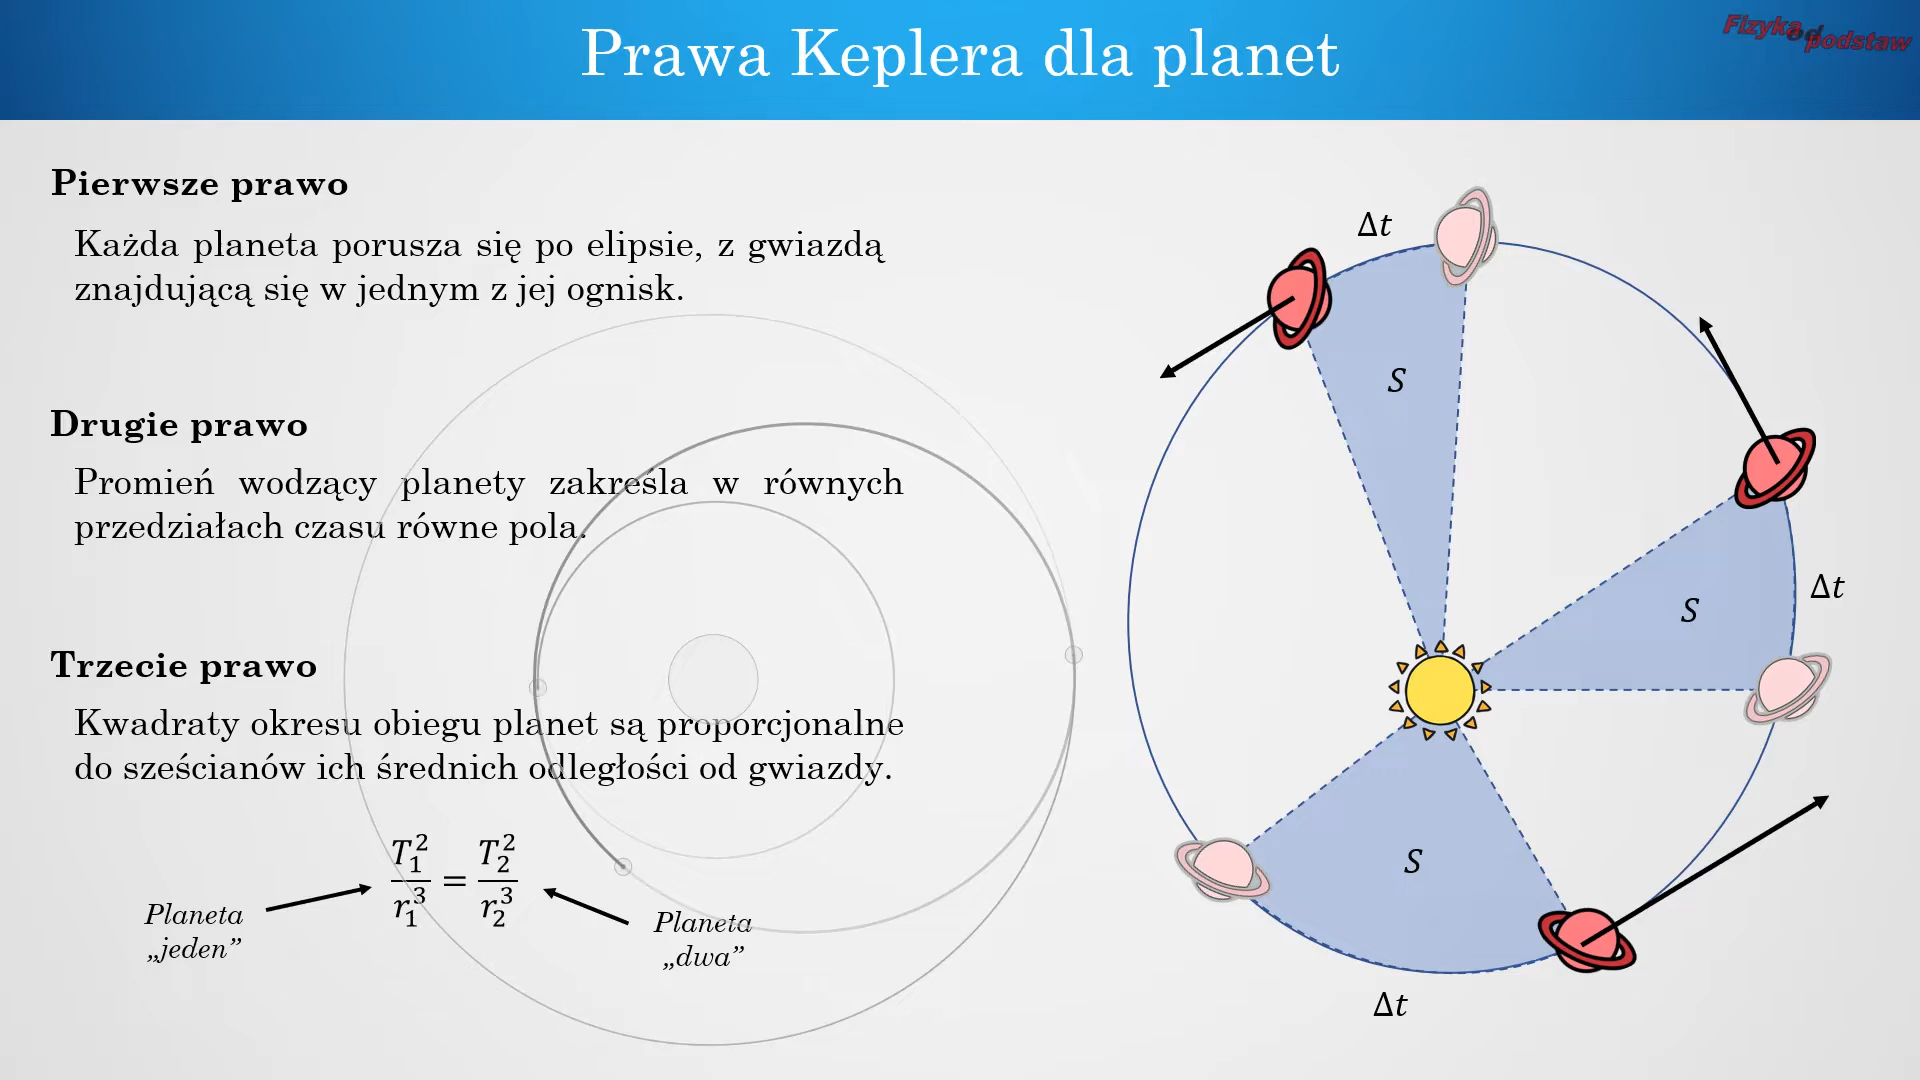 Prawa Keplera dla planet
Fizyka od podstaw
Pierwsze prawo
Każda planeta porusza się po elipsie, z gwiazdą
znajdującą się w jednym z jej ognisk.
Drugie prawo
Promień wodzący planety zakreśla w równych
przedziałach czasu równe pola.
Trzecie prawo
Kwadraty okresu obiegu planet są proporcjonalne
do sześcianów ich średnich odległości od gwiazdy.
T₁²/r₁³ = T₂²/r₂³
Planeta
„jeden”
Planeta
„dwa”
Δt
S
S
Δt
S
Δt